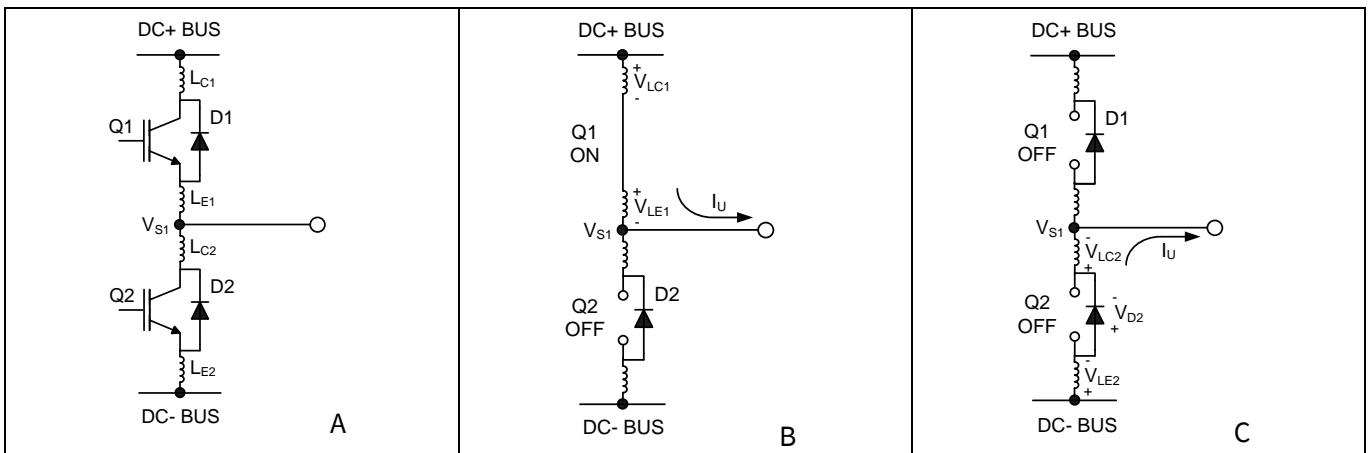 DC+ BUS
LC1
D1
Q1
LE1
VS1
LC2
D2
Q2
LE2
DC- BUS
A
DC+ BUS
+
VLC1
-
Q1
ON
+
VLE1
-
IU
VS1
D2
Q2
OFF
DC- BUS
B
DC+ BUS
D1
Q1
OFF
VS1
-
VLC2
+
IU
Q2
OFF
-
VD2
+
-
VLE2
+
DC- BUS
C